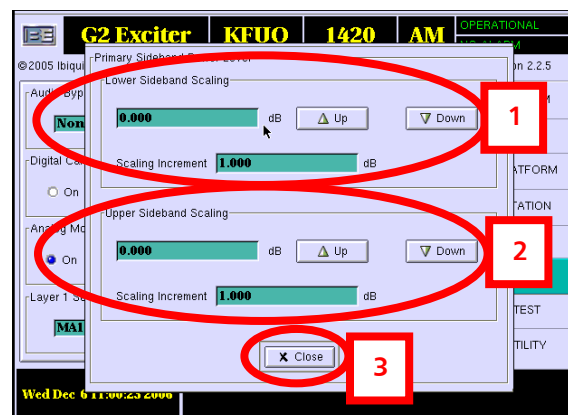 G2 Exciter KFUO 1420 AM OPERATIONAL
©2005 Ibiqui n 2.2.5
Primary Sideband
Lower Sideband Scaling
Audio Byp
Non
0.000 dB Up Down
1
Scaling Increment 1.000 dB
Digital Ca
ATFORM
On
TATION
Upper Sideband Scaling
Analog Mo
On
0.000 dB Up Down
2
Scaling Increment 1.000 dB
Layer 1 Se
TEST
MA1
X Close
3
TILITY
Wed Dec 6 11:00:23 2006